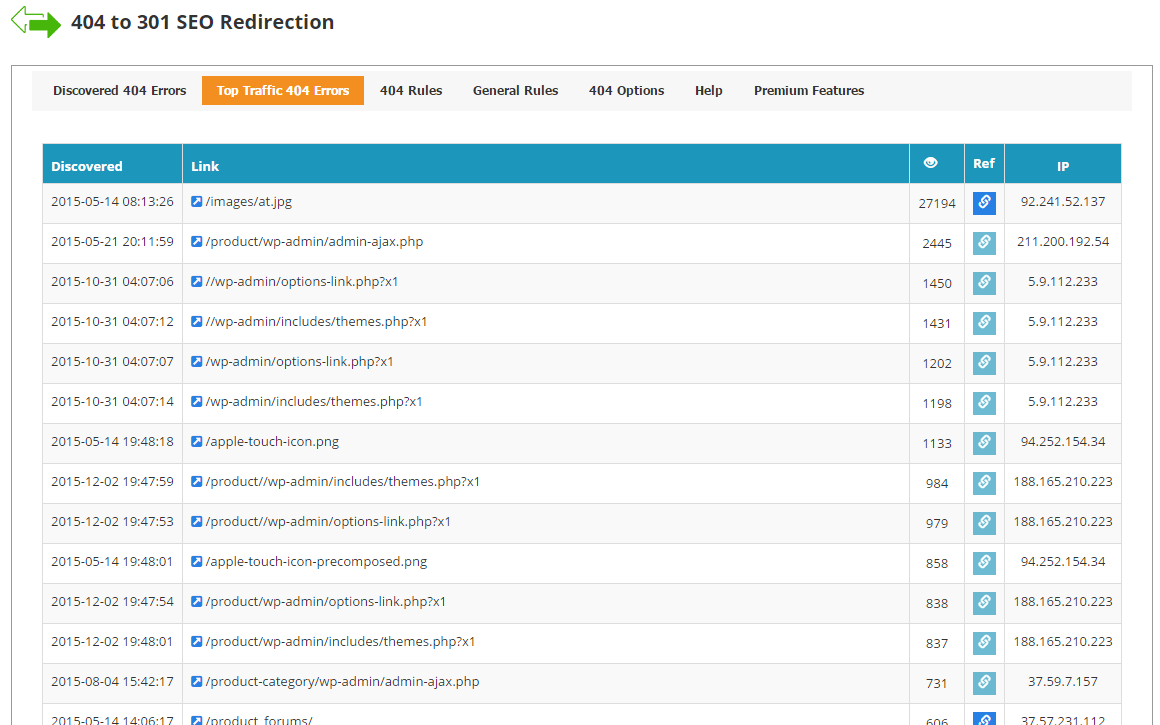 404 to 301 SEO Redirection
Discovered 404 Errors Top Traffic 404 Errors 404 Rules General Rules 404 Options Help Premium Features
Discovered Link Ref IP
2015-05-14 08:13:26 /images/at.jpg 27194 92.241.52.137
2015-05-21 20:11:59 /product/wp-admin/admin-ajax.php 2445 211.200.192.54
2015-10-31 04:07:06 //wp-admin/options-link.php?x1 1450 5.9.112.233
2015-10-31 04:07:12 //wp-admin/includes/themes.php?x1 1431 5.9.112.233
2015-10-31 04:07:07 /wp-admin/options-link.php?x1 1202 5.9.112.233
2015-10-31 04:07:14 /wp-admin/includes/themes.php?x1 1198 5.9.112.233
2015-05-14 19:48:18 /apple-touch-icon.png 1133 94.252.154.34
2015-12-02 19:47:59 /product//wp-admin/includes/themes.php?x1 984 188.165.210.223
2015-12-02 19:47:53 /product//wp-admin/options-link.php?x1 979 188.165.210.223
2015-05-14 19:48:01 /apple-touch-icon-precomposed.png 858 94.252.154.34
2015-12-02 19:47:54 /product/wp-admin/options-link.php?x1 838 188.165.210.223
2015-12-02 19:48:01 /product/wp-admin/includes/themes.php?x1 837 188.165.210.223
2015-08-04 15:42:17 /product-category/wp-admin/admin-ajax.php 731 37.59.7.157
2015-05-14 14:06:17 /product_forums/ 606 37.57.231.112